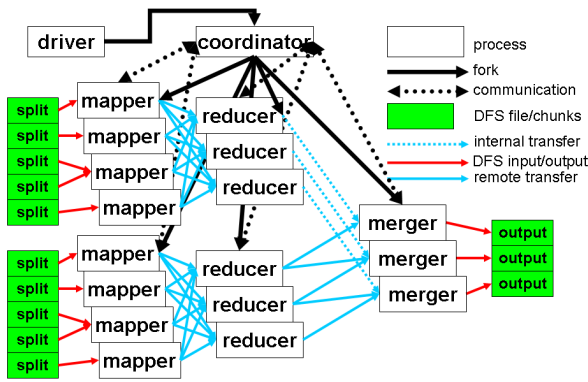 driver
coordinator
process
fork
communication
DFS file/chunks
internal transfer
DFS input/output
remote transfer
split
split
split
split
split
mapper
mapper
mapper
mapper
reducer
reducer
reducer
split
split
split
split
split
mapper
mapper
mapper
mapper
reducer
reducer
reducer
merger
merger
merger
output
output
output